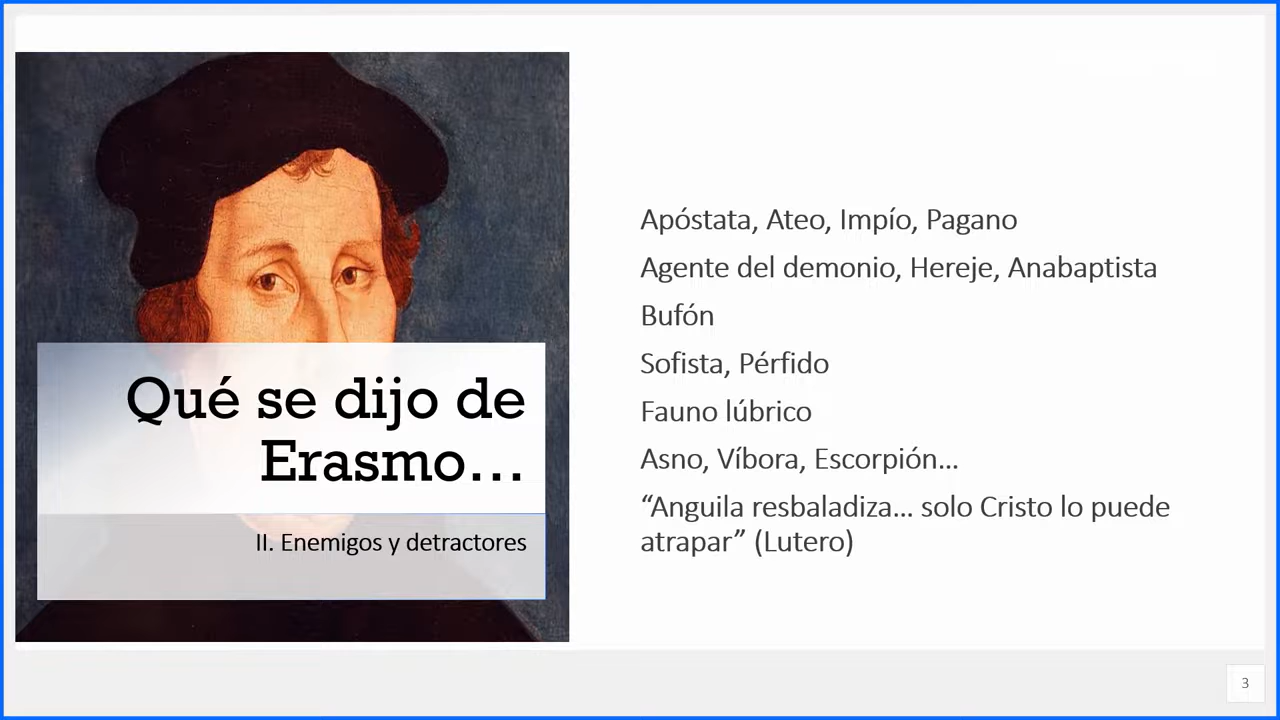 Qué se dijo de
Erasmo...
II. Enemigos y detractores
Apóstata, Ateo, Impío, Pagano
Agente del demonio, Hereje, Anabaptista
Bufón
Sofista, Pérfido
Fauno lúbrico
Asno, Víbora, Escorpión...
“Anguila resbaladiza... solo Cristo lo puede
atrapar” (Lutero)
3